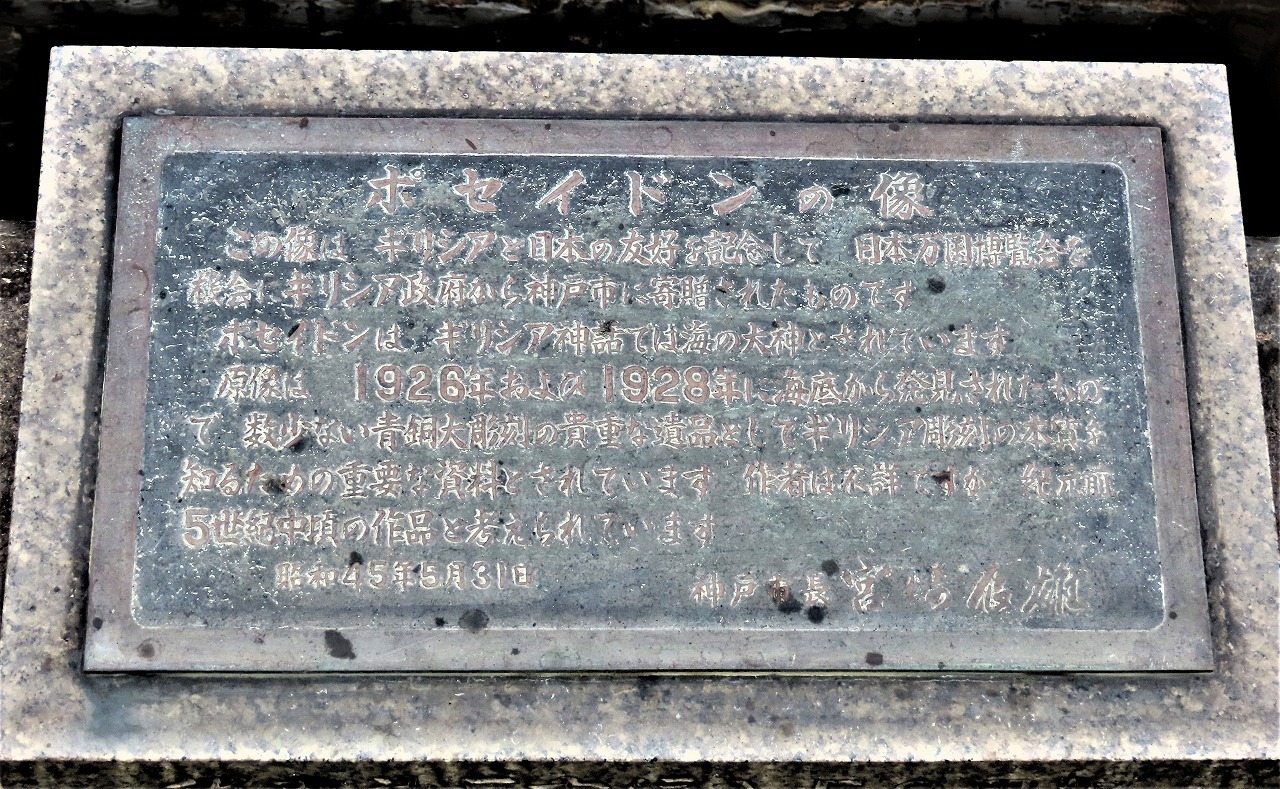 ポセイドンの像
この像は ギリシアと日本の友好を記念して 日本万国博覧会を
機会に ギリシア政府から神戸市に寄贈されたものです
ポセイドンは ギリシア神話では海の大神とされています
原像は 1926年および1928年に海底から発見されたもの
で 数少ない青銅大彫刻の貴重な遺品としてギリシア彫刻の本質を
知るための重要な資料とされています 作者は不詳ですが 紀元前
5世紀中頃の作品と考えられています
昭和45年5月31日 神戸市長 宮崎辰雄